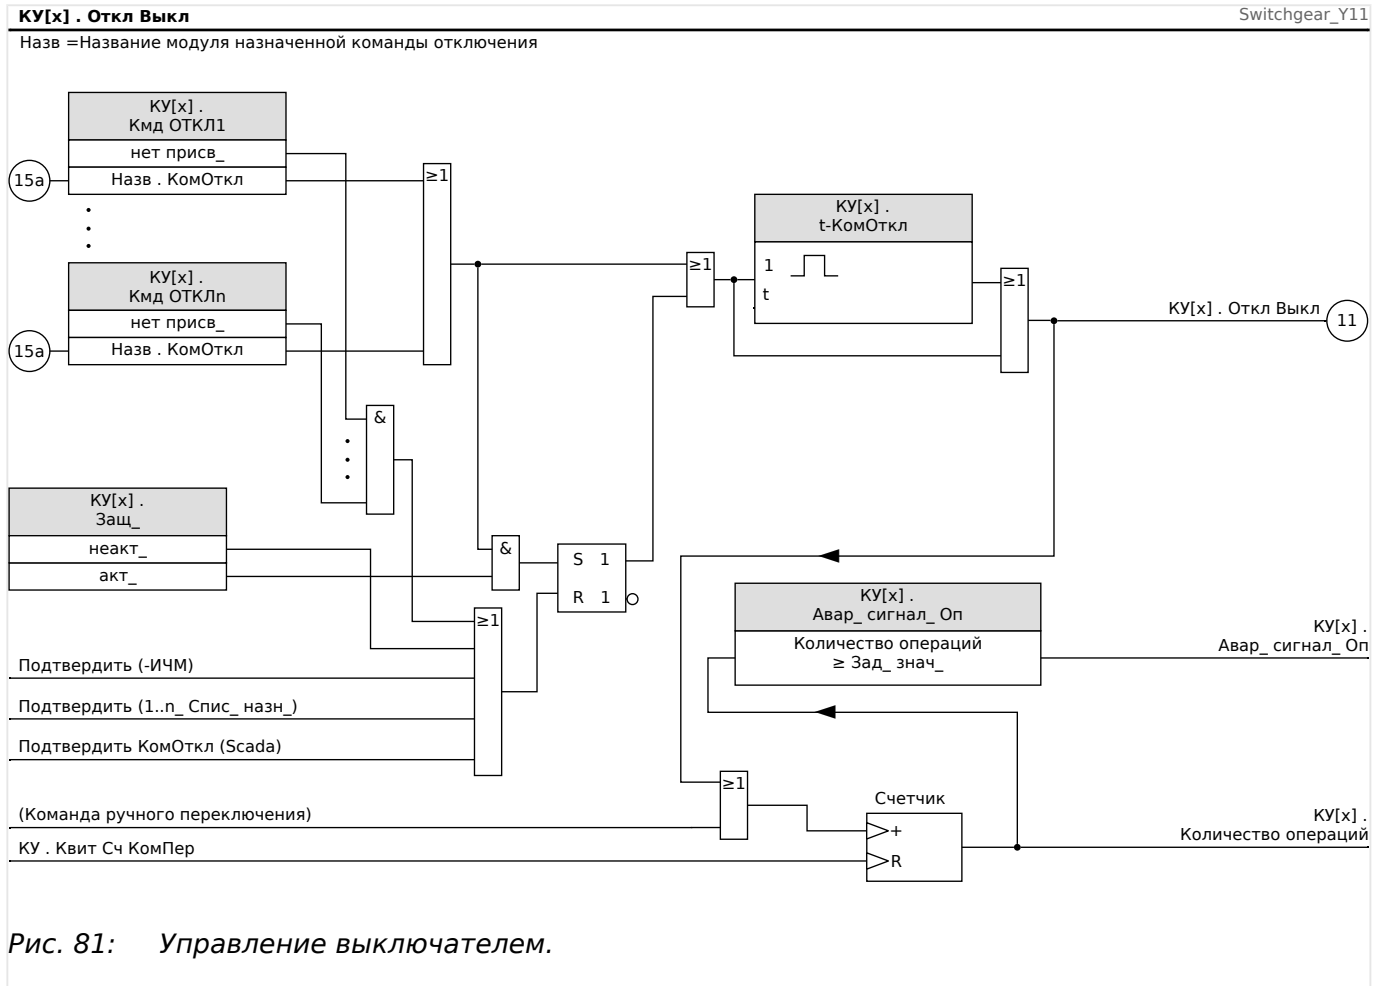 КУ[x] . Откл Выкл
Switchgear_Y11
Назв =Название модуля назначенной команды отключения
КУ[x] .
Кмд ОТКЛ1
нет присв_
15a
Назв . КомОткл
≥1
КУ[x] .
t-КомОткл
КУ[x] .
Кмд ОТКЛn
≥1
1
t
≥1
КУ[x] . Откл Выкл
11
нет присв_
15a
Назв . КомОткл
&
КУ[x] .
Защ_
неакт_
акт_
&
S 1
R 1
КУ[x] .
Авар_ сигнал_ Оп
Количество операций
≥ Зад_ знач_
КУ[x] .
Авар_ сигнал_ Оп
≥1
Подтвердить (-ИЧМ)
Подтвердить (1..n_ Спис_ назн_)
Подтвердить КомОткл (Scada)
≥1
Счетчик
(Команда ручного переключения)
+
КУ[x] .
Количество операций
КУ . Квит Сч КомПер
R
Рис. 81: Управление выключателем.